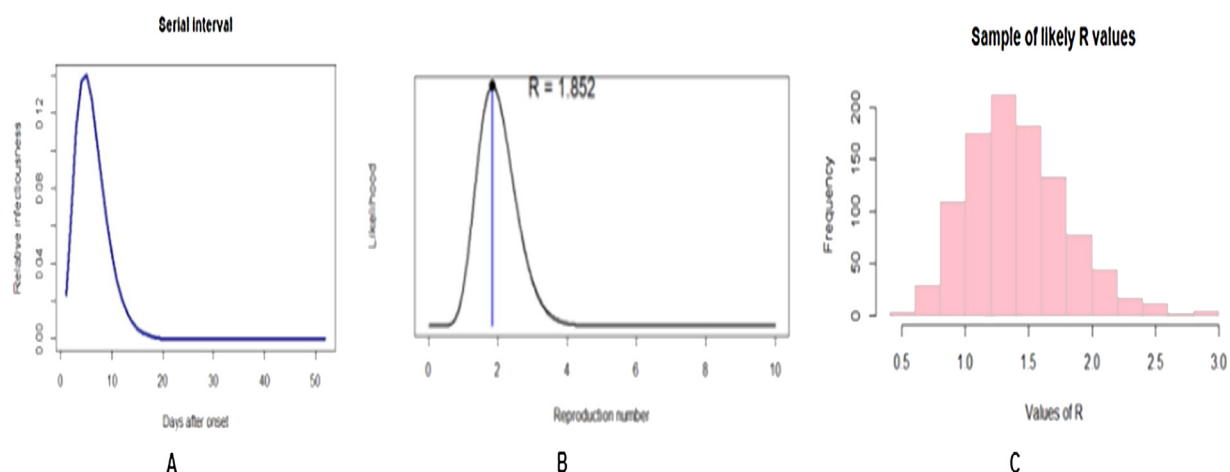 Serial interval
Relative infectiousness
0.00 0.04 0.08 0.12
0 10 20 30 40 50
Days after onset
A
R = 1.852
Likelihood
0 2 4 6 8 10
Reproduction number
B
Sample of likely R values
Frequency
0 50 100 150 200
0.5 1.0 1.5 2.0 2.5 3.0
Values of R
C